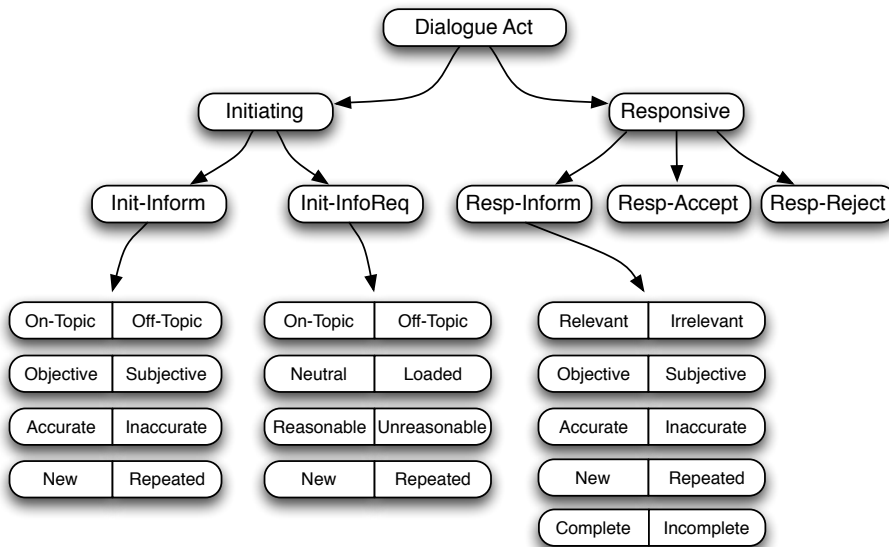 Dialogue Act
Initiating
Responsive
Init-Inform
Init-InfoReq
Resp-Inform
Resp-Accept
Resp-Reject
On-Topic Off-Topic
Objective Subjective
Accurate Inaccurate
New Repeated
On-Topic Off-Topic
Neutral Loaded
Reasonable Unreasonable
New Repeated
Relevant Irrelevant
Objective Subjective
Accurate Inaccurate
New Repeated
Complete Incomplete